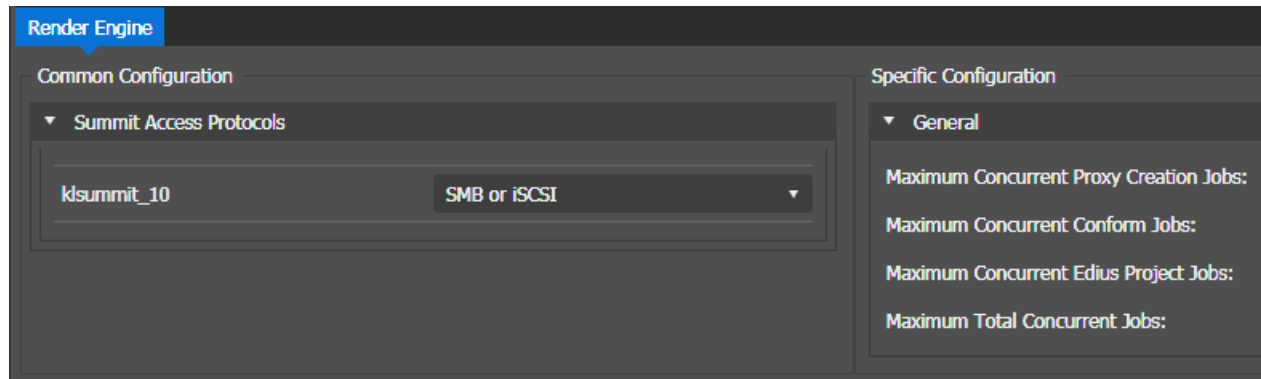 Render Engine
Common Configuration
Summit Access Protocols
klsummit_10
SMB or iSCSI
Specific Configuration
General
Maximum Concurrent Proxy Creation Jobs:
Maximum Concurrent Conform Jobs:
Maximum Concurrent Edius Project Jobs:
Maximum Total Concurrent Jobs: